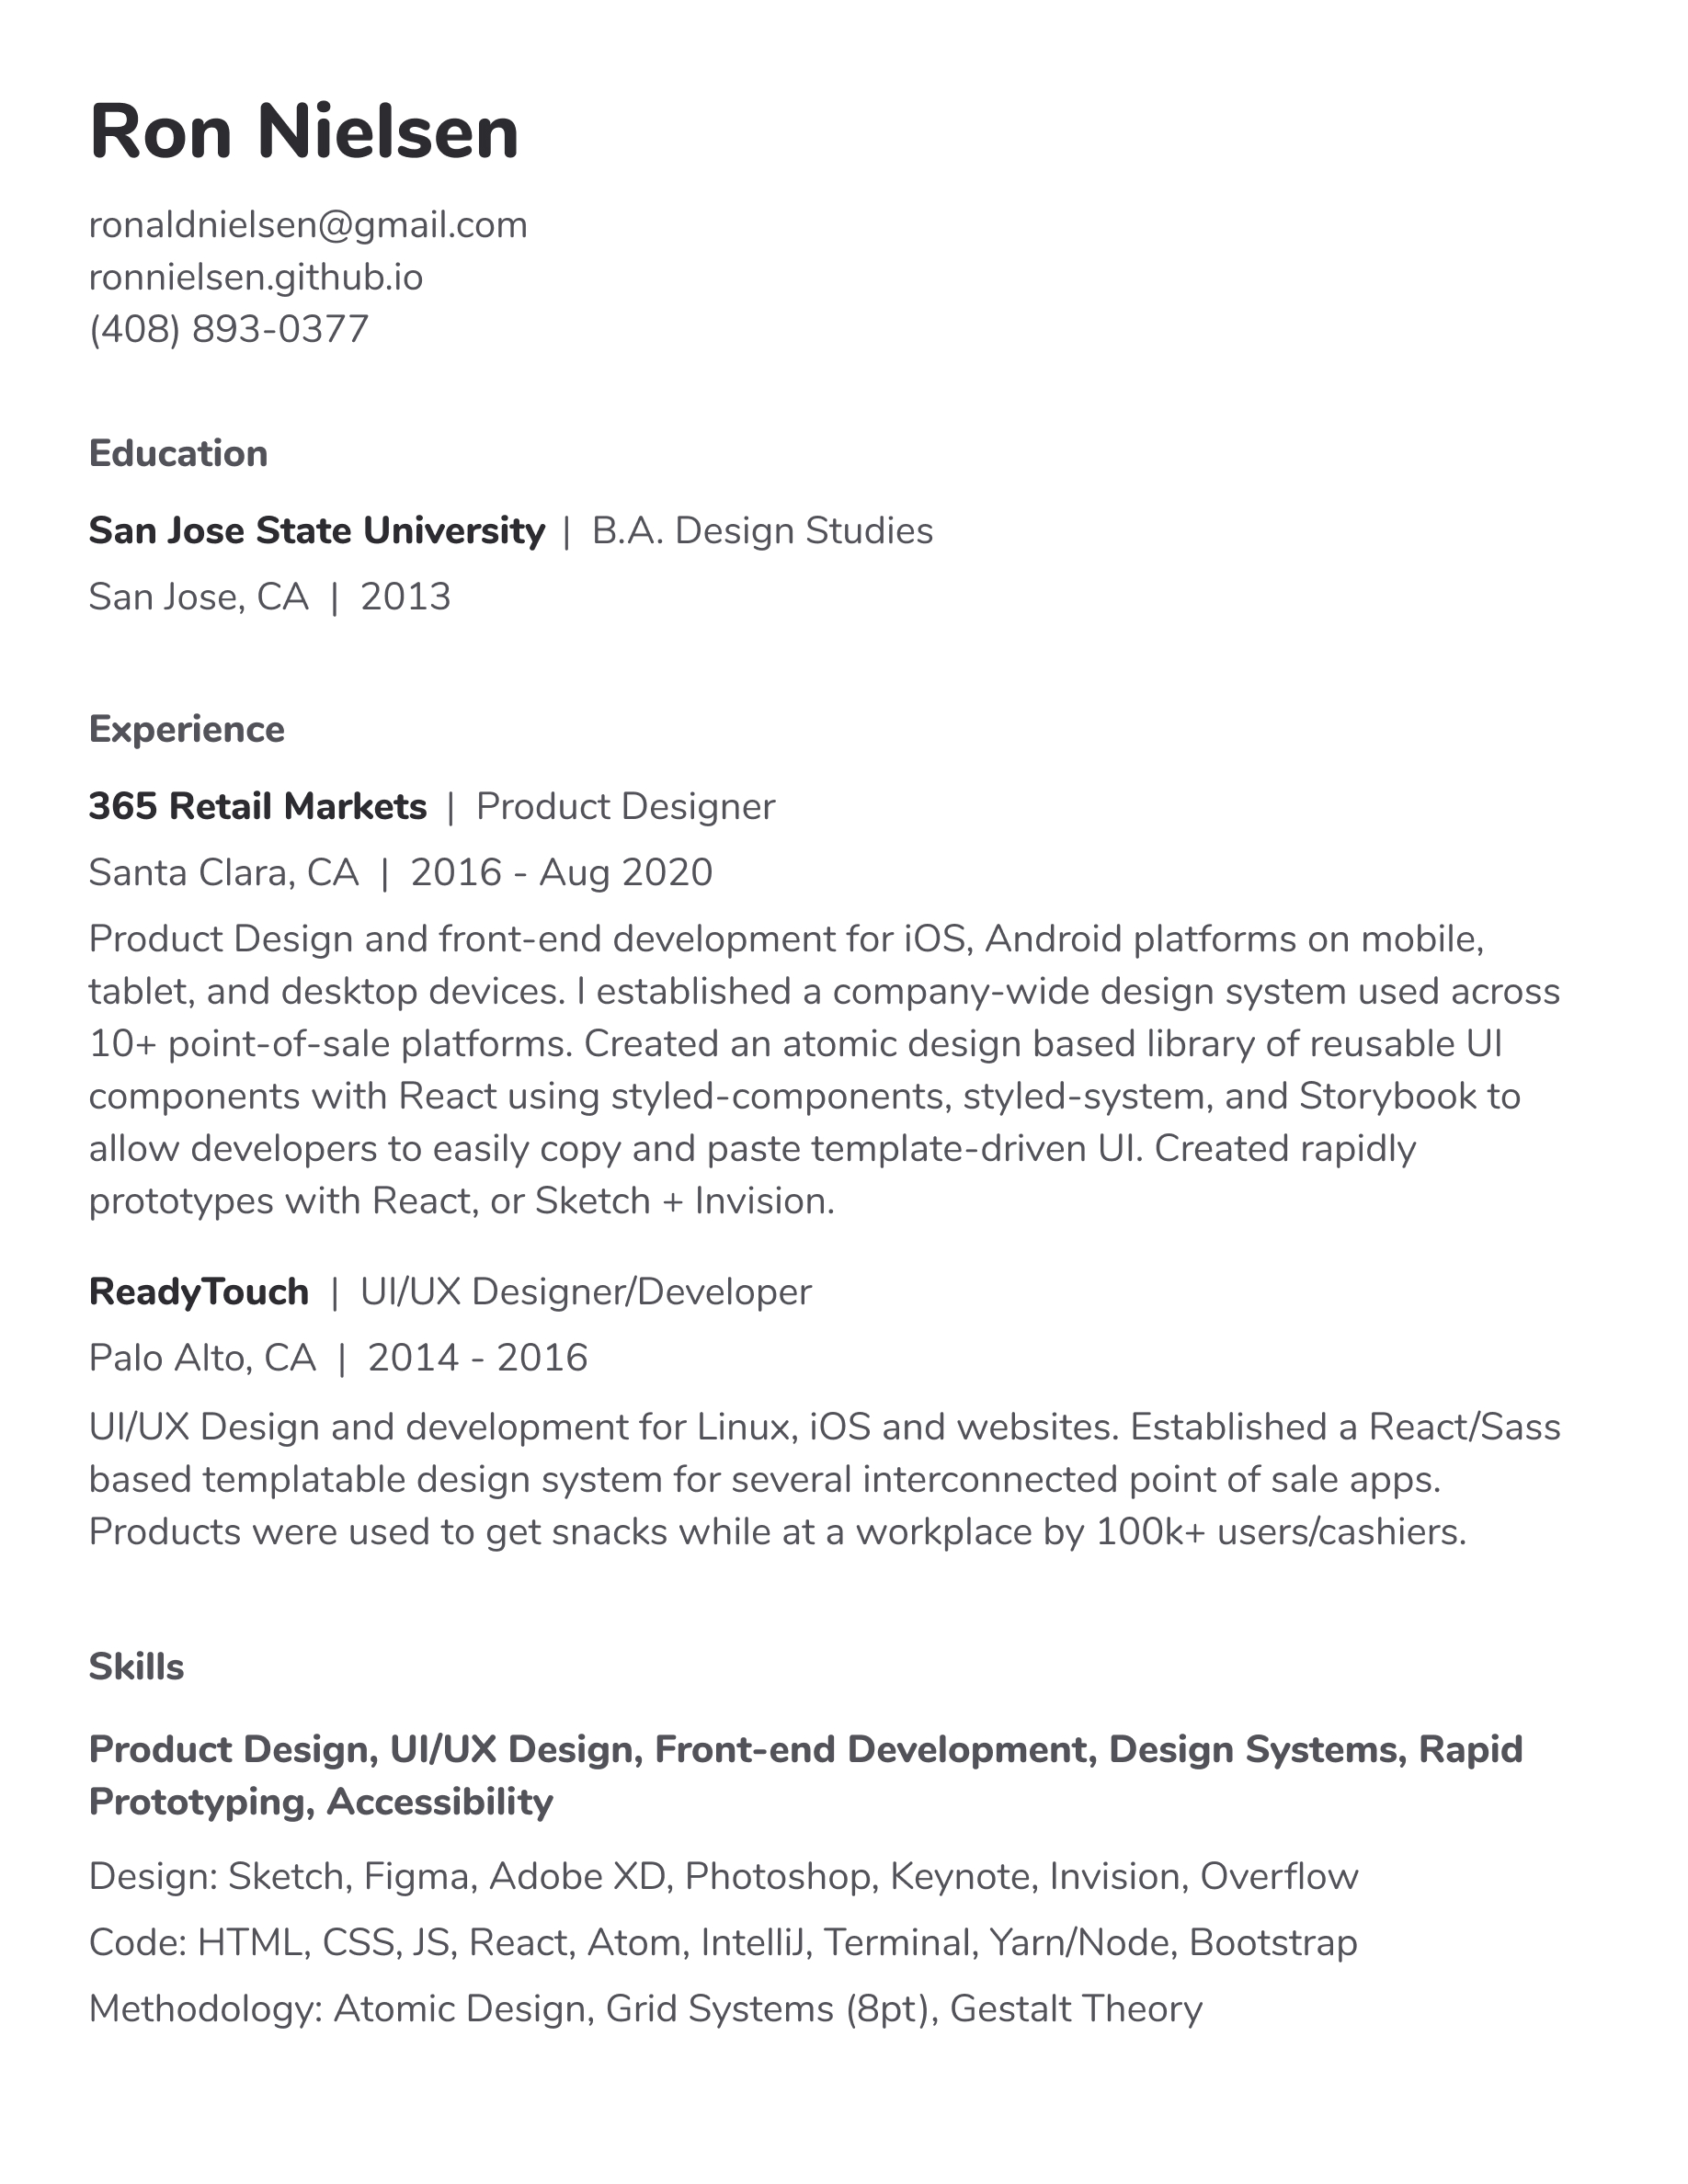 Ron Nielsen
ronaldnielsen@gmail.com
ronnielsen.github.io
(408) 893-0377
Education
San Jose State University | B.A. Design Studies
San Jose, CA | 2013
Experience
365 Retail Markets | Product Designer
Santa Clara, CA | 2016 - Aug 2020
Product Design and front-end development for iOS, Android platforms on mobile,
tablet, and desktop devices. I established a company-wide design system used across
10+ point-of-sale platforms. Created an atomic design based library of reusable UI
components with React using styled-components, styled-system, and Storybook to
allow developers to easily copy and paste template-driven UI. Created rapidly
prototypes with React, or Sketch + Invision.
ReadyTouch | UI/UX Designer/Developer
Palo Alto, CA | 2014 - 2016
UI/UX Design and development for Linux, iOS and websites. Established a React/Sass
based templatable design system for several interconnected point of sale apps.
Products were used to get snacks while at a workplace by 100k+ users/cashiers.
Skills
Product Design, UI/UX Design, Front-end Development, Design Systems, Rapid
Prototyping, Accessibility
Design: Sketch, Figma, Adobe XD, Photoshop, Keynote, Invision, Overflow
Code: HTML, CSS, JS, React, Atom, IntelliJ, Terminal, Yarn/Node, Bootstrap
Methodology: Atomic Design, Grid Systems (8pt), Gestalt Theory